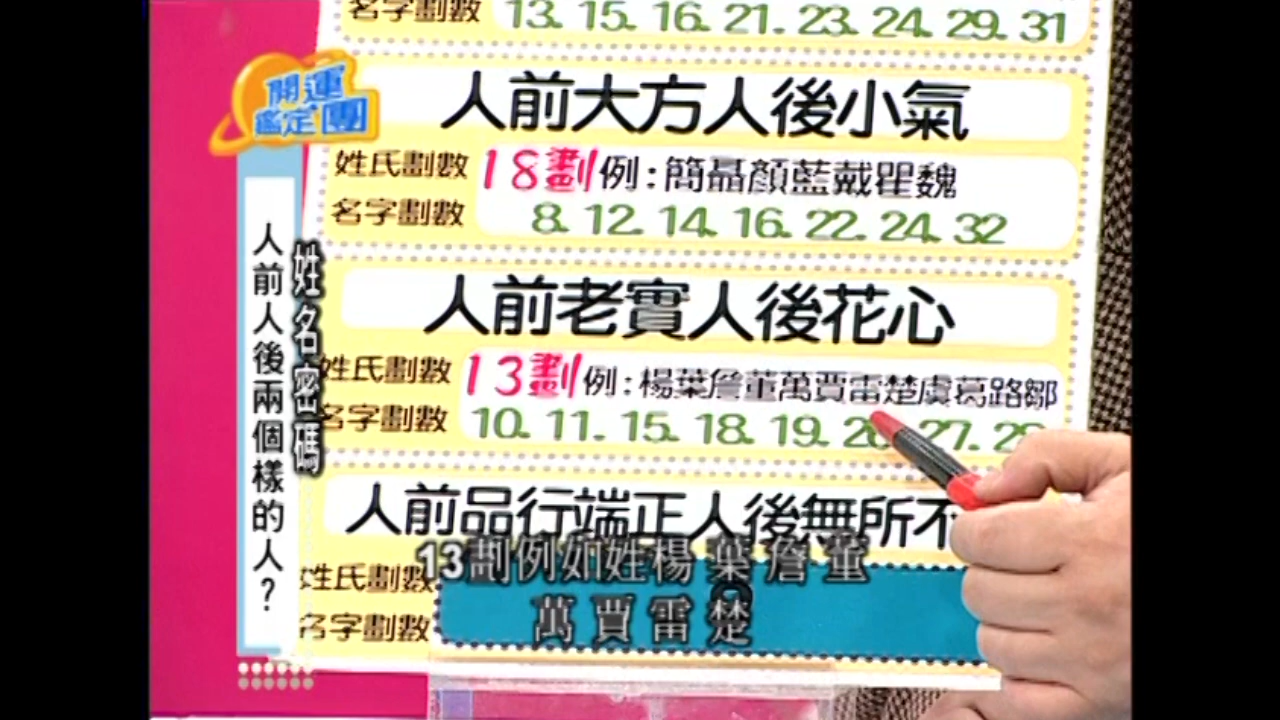 名字劃數 13. 15. 16. 21. 23. 24. 29. 31
開運
鑑定團
人前大方人後小氣
姓氏劃數 18劃 例:簡聶顏藍戴瞿魏
名字劃數 8. 12. 14. 16. 22. 24. 32
姓名密碼
人前人後兩個樣的人?
人前老實人後花心
姓氏劃數 13劃 例:楊葉詹董萬賈雷楚虞葛路鄒
名字劃數 10. 11. 15. 18. 19. 26. 27.
人前品行端正人後無所不
姓氏劃數
名字劃數
13劃例如姓楊 葉 詹 董
萬 賈 雷 楚